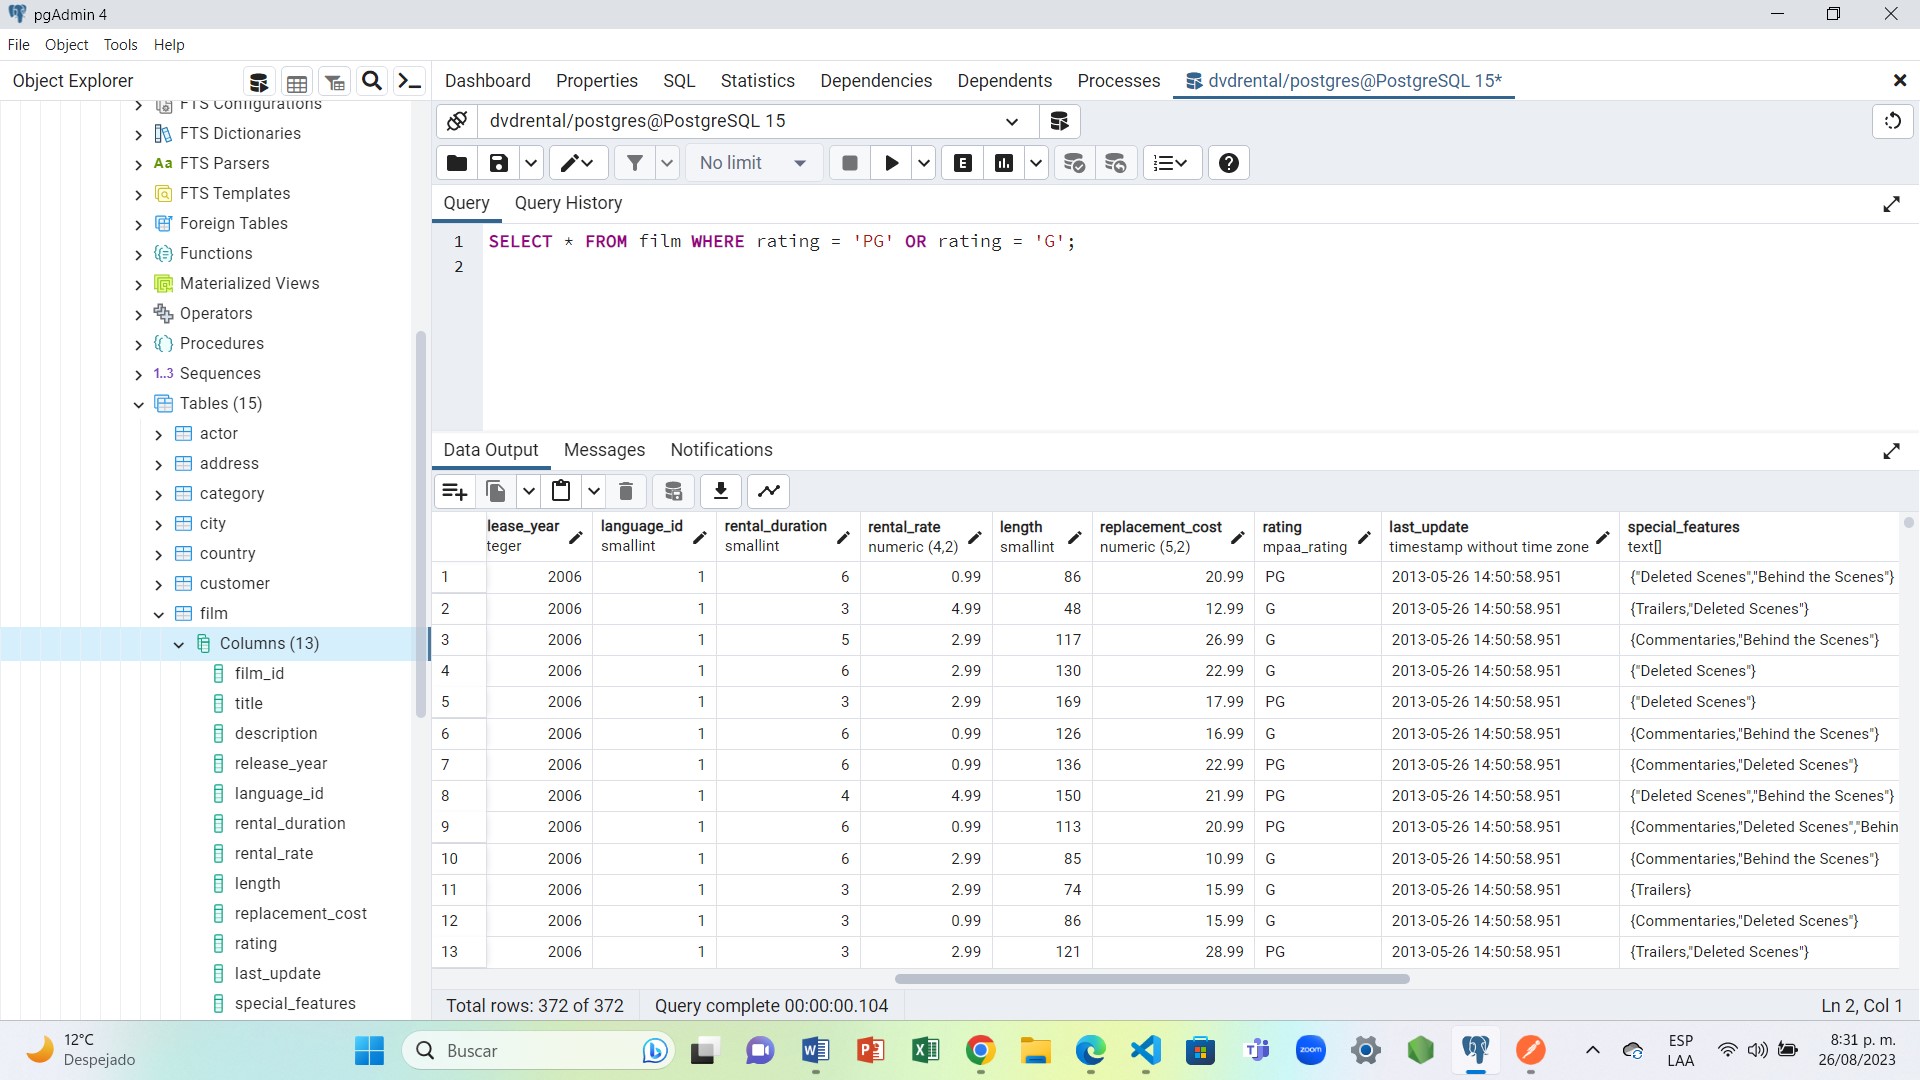 pgAdmin 4
File Object Tools Help
Object Explorer
Dashboard Properties SQL Statistics Dependencies Dependents Processes dvdrental/postgres@PostgreSQL 15*
FTS Configurations
FTS Dictionaries
Aa FTS Parsers
FTS Templates
Foreign Tables
Functions
Materialized Views
Operators
Procedures
1..3 Sequences
Tables (15)
actor
address
category
city
country
customer
film
Columns (13)
film_id
title
description
release_year
language_id
rental_duration
rental_rate
length
replacement_cost
rating
last_update
special_features
dvdrental/postgres@PostgreSQL 15
No limit
E
Query Query History
1 SELECT * FROM film WHERE rating = 'PG' OR rating = 'G';
2
Data Output Messages Notifications
lease_year language_id rental_duration rental_rate length replacement_cost rating last_update special_features
teger smallint smallint numeric (4,2) smallint numeric (5,2) mpaa_rating timestamp without time zone text[]
1 2006 1 6 0.99 86 20.99 PG 2013-05-26 14:50:58.951 {"Deleted Scenes","Behind the Scenes"}
2 2006 1 3 4.99 48 12.99 G 2013-05-26 14:50:58.951 {Trailers,"Deleted Scenes"}
3 2006 1 5 2.99 117 26.99 G 2013-05-26 14:50:58.951 {Commentaries,"Behind the Scenes"}
4 2006 1 6 2.99 130 22.99 G 2013-05-26 14:50:58.951 {"Deleted Scenes"}
5 2006 1 3 2.99 169 17.99 PG 2013-05-26 14:50:58.951 {"Deleted Scenes"}
6 2006 1 6 0.99 126 16.99 G 2013-05-26 14:50:58.951 {Commentaries,"Behind the Scenes"}
7 2006 1 6 0.99 136 22.99 PG 2013-05-26 14:50:58.951 {Commentaries,"Deleted Scenes"}
8 2006 1 4 4.99 150 21.99 PG 2013-05-26 14:50:58.951 {"Deleted Scenes","Behind the Scenes"}
9 2006 1 6 0.99 113 20.99 PG 2013-05-26 14:50:58.951 {Commentaries,"Deleted Scenes","Behin
10 2006 1 6 2.99 85 10.99 G 2013-05-26 14:50:58.951 {Commentaries,"Behind the Scenes"}
11 2006 1 3 2.99 74 15.99 G 2013-05-26 14:50:58.951 {Trailers}
12 2006 1 3 0.99 86 15.99 G 2013-05-26 14:50:58.951 {Commentaries,"Deleted Scenes"}
13 2006 1 3 2.99 121 28.99 PG 2013-05-26 14:50:58.951 {Trailers,"Deleted Scenes"}
Total rows: 372 of 372 Query complete 00:00:00.104 Ln 2, Col 1
12°C
Despejado
Buscar
zoom
ESP
LAA
8:31 p. m.
26/08/2023